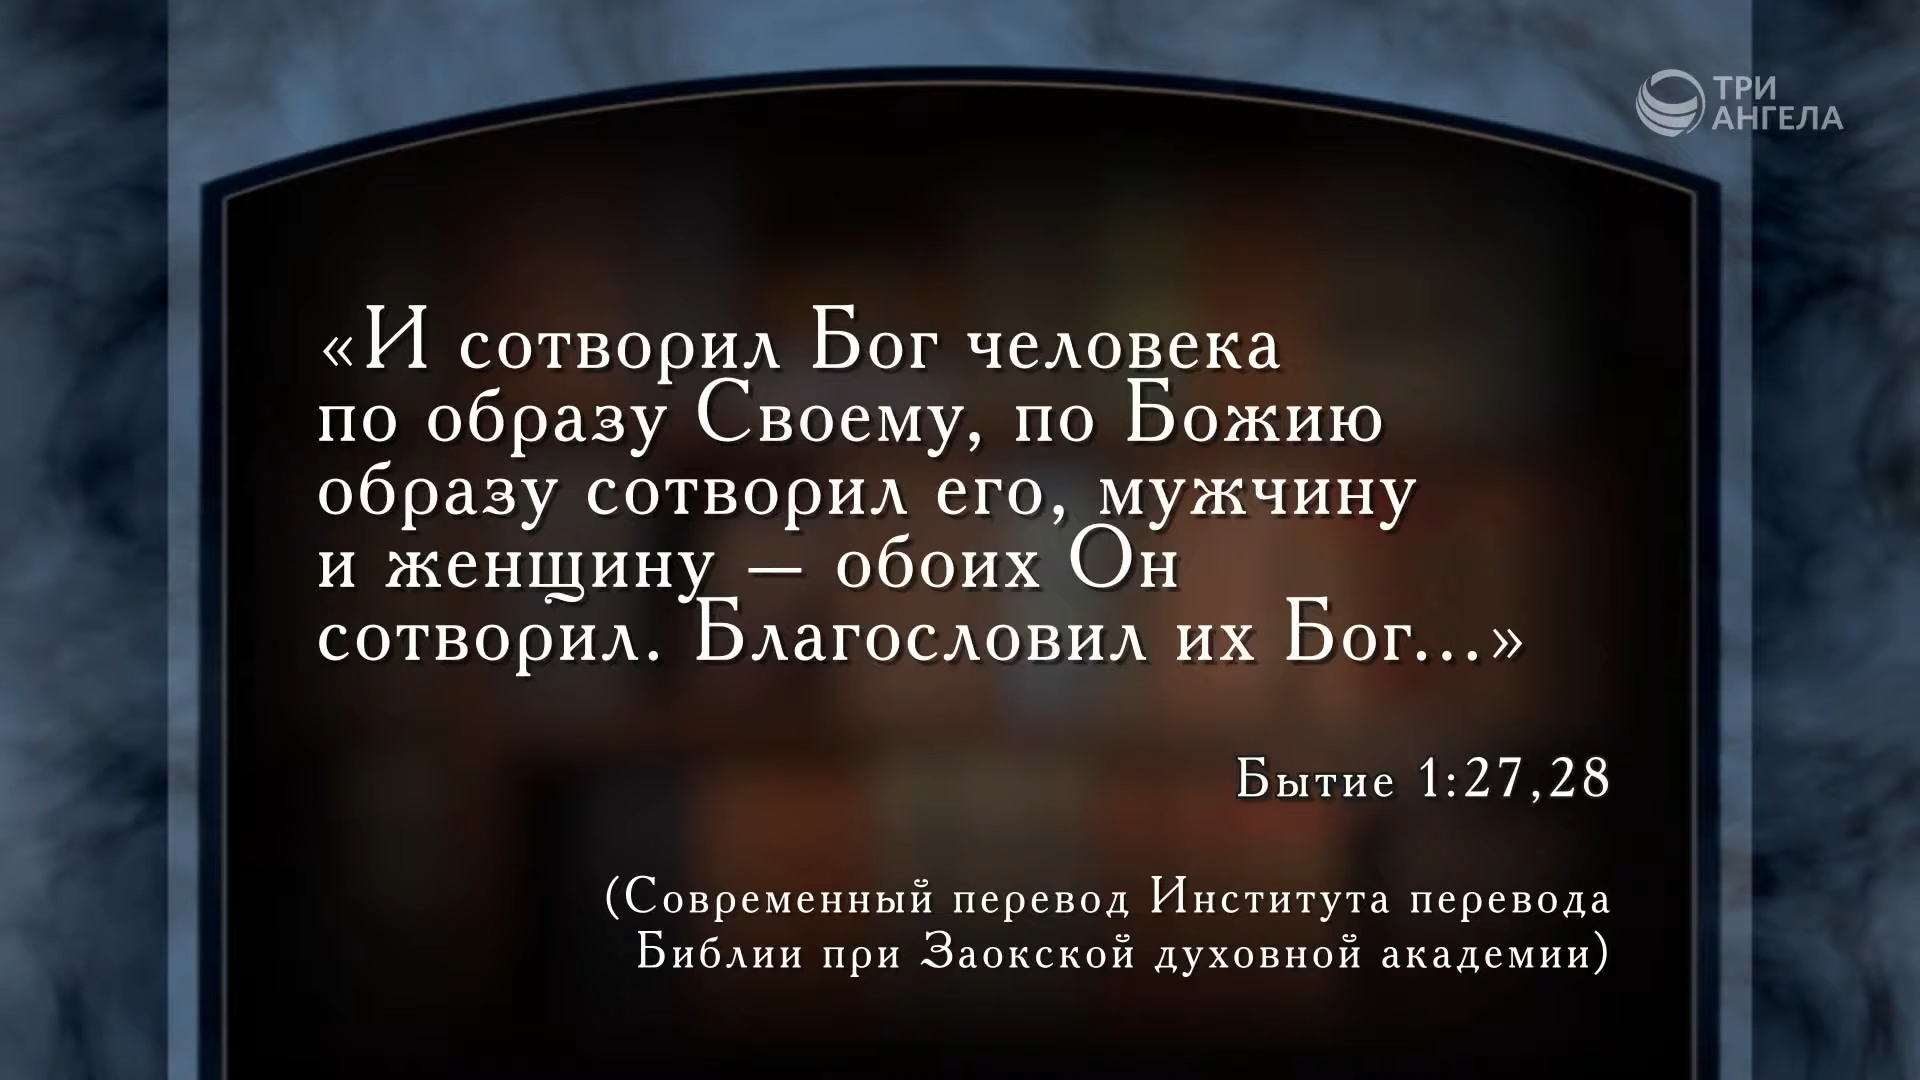 ТРИ
АНГЕЛА
«И сотворил Бог человека
по образу Своему, по Божию
образу сотворил его, мужчину
и женщину — обоих Он
сотворил. Благословил их Бог...»
Бытие 1:27,28
(Современный перевод Института перевода
Библии при Заокской духовной академии)